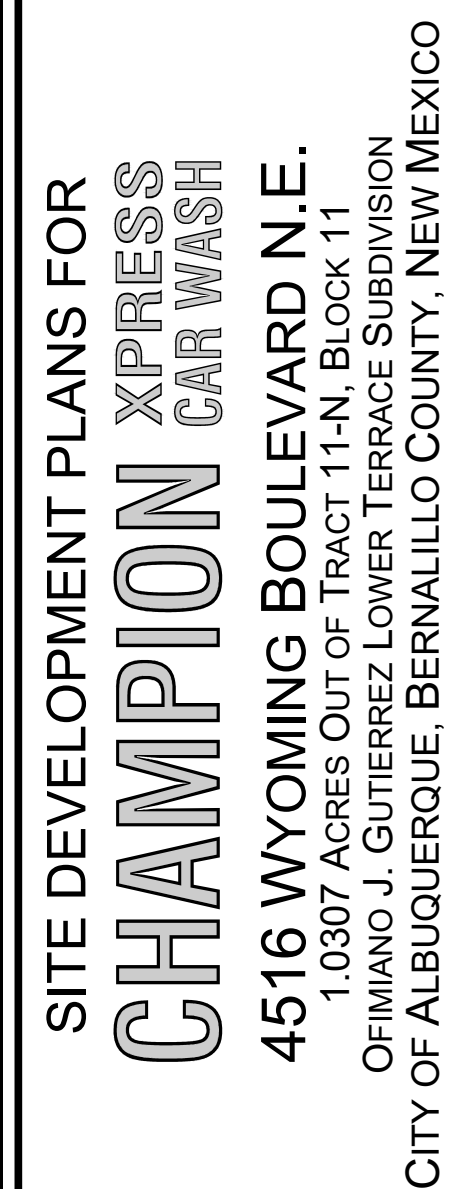 SITE DEVELOPMENT PLANS FOR
CHAMPION XPRESS CAR WASH
4516 WYOMING BOULEVARD N.E.
1.0307 ACRES OUT OF TRACT 11-N, BLOCK 11
OFIMIANO J. GUTIERREZ LOWER TERRACE SUBDIVISION
CITY OF ALBUQUERQUE, BERNALILLO COUNTY, NEW MEXICO